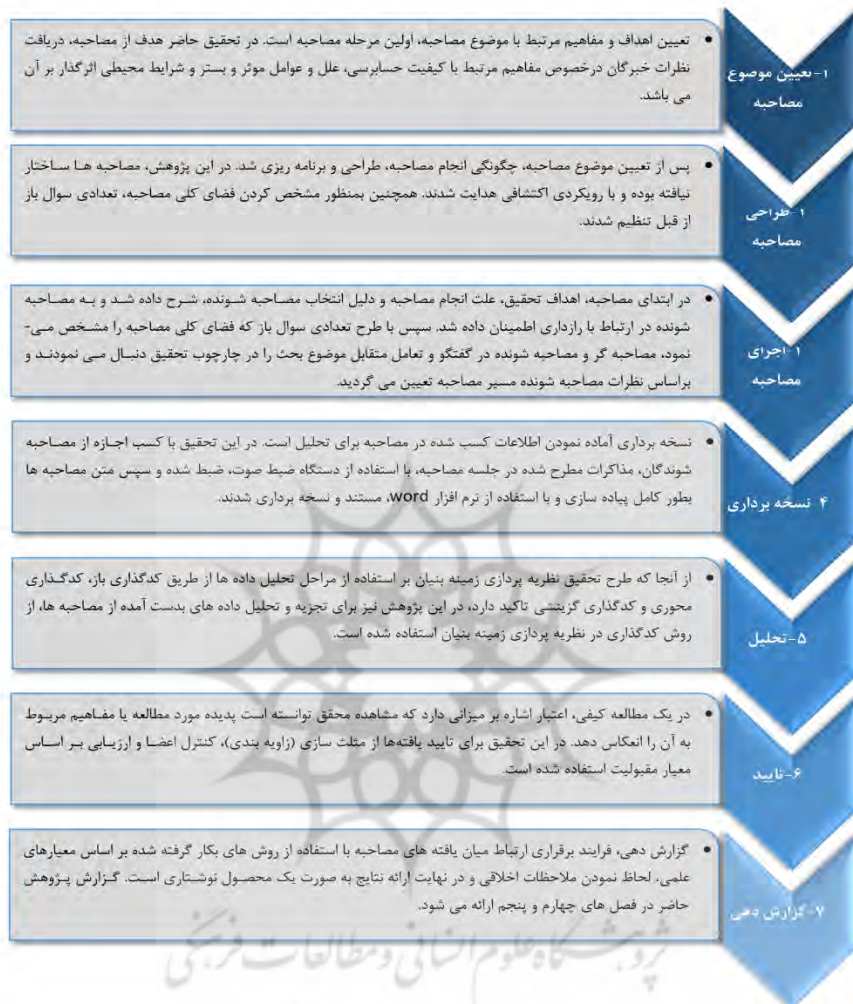 ۱-تعیین موضوع
مصاحبه
• تعیین اهداف و مفاهیم مرتبط با موضوع مصاحبه، اولین مرحله مصاحبه است. در تحقیق حاضر هدف از مصاحبه، دریافت
نظرات خبرگان درخصوص مفاهیم مرتبط با کیفیت حسابرسی، علل و عوامل موثر و بستر و شرایط محیطی اثرگذار بر آن
می باشد.
۱-طراحی
مصاحبه
• پس از تعیین موضوع مصاحبه، چگونگی انجام مصاحبه، طراحی و برنامه ریزی شد. در این پژوهش، مصاحبه ها ساختار
نیافته بوده و با رویکردی اکتشافی هدایت شدند. همچنین بمنظور مشخص کردن فضای کلی مصاحبه، تعدادی سوال باز
از قبل تنظیم شدند.
۱-اجرای
مصاحبه
• در ابتدای مصاحبه، اهداف تحقیق، علت انجام مصاحبه و دلیل انتخاب مصاحبه شونده، شرح داده شد و به مصاحبه
شونده در ارتباط با رازداری اطمینان داده شد. سپس با طرح تعدادی سوال باز که فضای کلی مصاحبه را مشخص می-
نمود، مصاحبه گر و مصاحبه شونده در گفتگو و تعامل متقابل موضوع بحث را در چارچوب تحقیق دنبال می نمودند و
براساس نظرات مصاحبه شونده مسیر مصاحبه تعیین می گردید.
۴ نسخه برداری
• نسخه برداری آماده نمودن اطلاعات کسب شده در مصاحبه برای تحلیل است. در این تحقیق با کسب اجازه از مصاحبه
شوندگان، مذاکرات مطرح شده در جلسه مصاحبه، با استفاده از دستگاه ضبط صوت، ضبط شده و سپس متن مصاحبه ها
بطور کامل پیاده سازی و با استفاده از نرم افزار word، مستند و نسخه برداری شدند.
۵-تحلیل
• از آنجا که طرح تحقیق نظریه پردازی زمینه بنیان بر استفاده از مراحل تحلیل داده ها از طریق کدگذاری باز، کدگذاری
محوری و کدگذاری گزینشی تاکید دارد، در این پژوهش نیز برای تجزیه و تحلیل داده های بدست آمده از مصاحبه ها، از
روش کدگذاری در نظریه پردازی زمینه بنیان استفاده شده است.
۶-تایید
• در یک مطالعه کیفی، اعتبار اشاره بر میزانی دارد که مشاهده محقق توانسته است پدیده مورد مطالعه یا مفاهیم مربوط
به آن را انعکاس دهد. در این تحقیق برای تایید یافته‌ها از مثلث سازی (زاویه بندی)، کنترل اعضا و ارزیابی بر اساس
معیار مقبولیت استفاده شده است.
۷-گزارش دهی
• گزارش دهی، فرایند برقراری ارتباط میان یافته های مصاحبه با استفاده از روش های بکار گرفته شده بر اساس معیارهای
علمی، لحاظ نمودن ملاحظات اخلاقی و در نهایت ارائه نتایج به صورت یک محصول نوشتاری است. گزارش پژوهش
حاضر در فصل های چهارم و پنجم ارائه می شود.
پژوهشگاه علوم انسانی و مطالعات فرهنگی